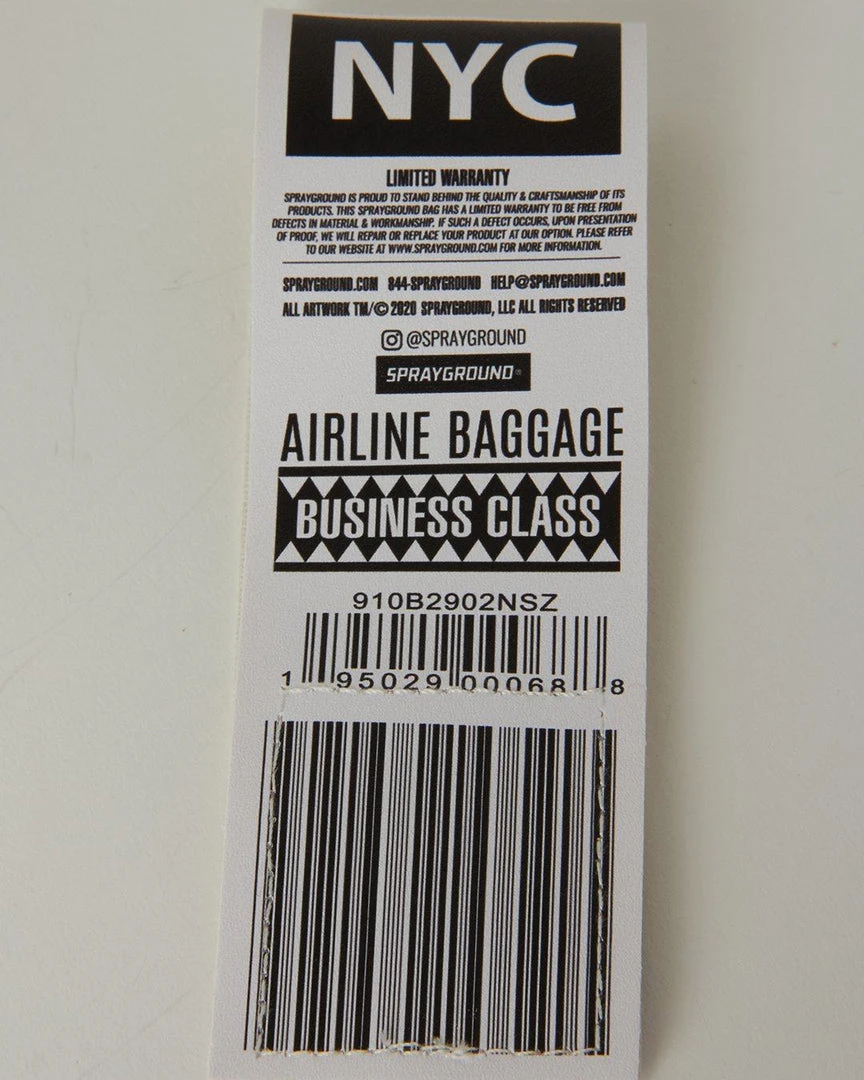 NYC
LIMITED WARRANTY
SPRAYGROUND IS PROUD TO STAND BEHIND THE QUALITY & CRAFTSMANSHIP OF ITS
PRODUCTS. THIS SPRAYGROUND BAG HAS A LIMITED WARRANTY TO BE FREE FROM
DEFECTS IN MATERIAL & WORKMANSHIP. IF SUCH A DEFECT OCCURS, UPON PRESENTATION
OF PROOF, WE WILL REPAIR OR REPLACE YOUR PRODUCT AT OUR OPTION. PLEASE REFER
TO OUR WEBSITE AT WWW.SPRAYGROUND.COM FOR MORE INFORMATION.
SPRAYGROUND.COM 844-SPRAYGROUND HELP@SPRAYGROUND.COM
ALL ARTWORK TM/© 2020 SPRAYGROUND, LLC ALL RIGHTS RESERVED
@SPRAYGROUND
SPRAYGROUND®
AIRLINE BAGGAGE
BUSINESS CLASS
910B2902NSZ
1 95029 00068 8